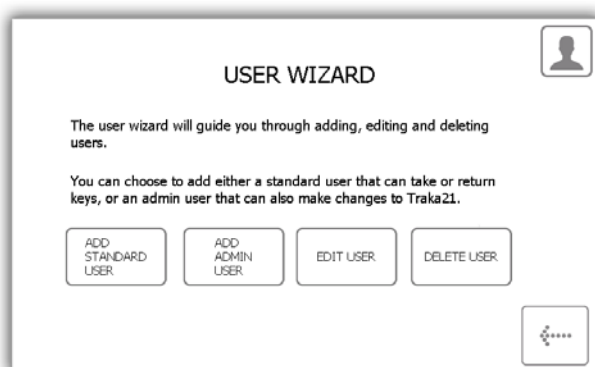 USER WIZARD
The user wizard will guide you through adding, editing and deleting
users.
You can choose to add either a standard user that can take or return
keys, or an admin user that can also make changes to Traka21.
ADD
STANDARD
USER
ADD
ADMIN
USER
EDIT USER
DELETE USER